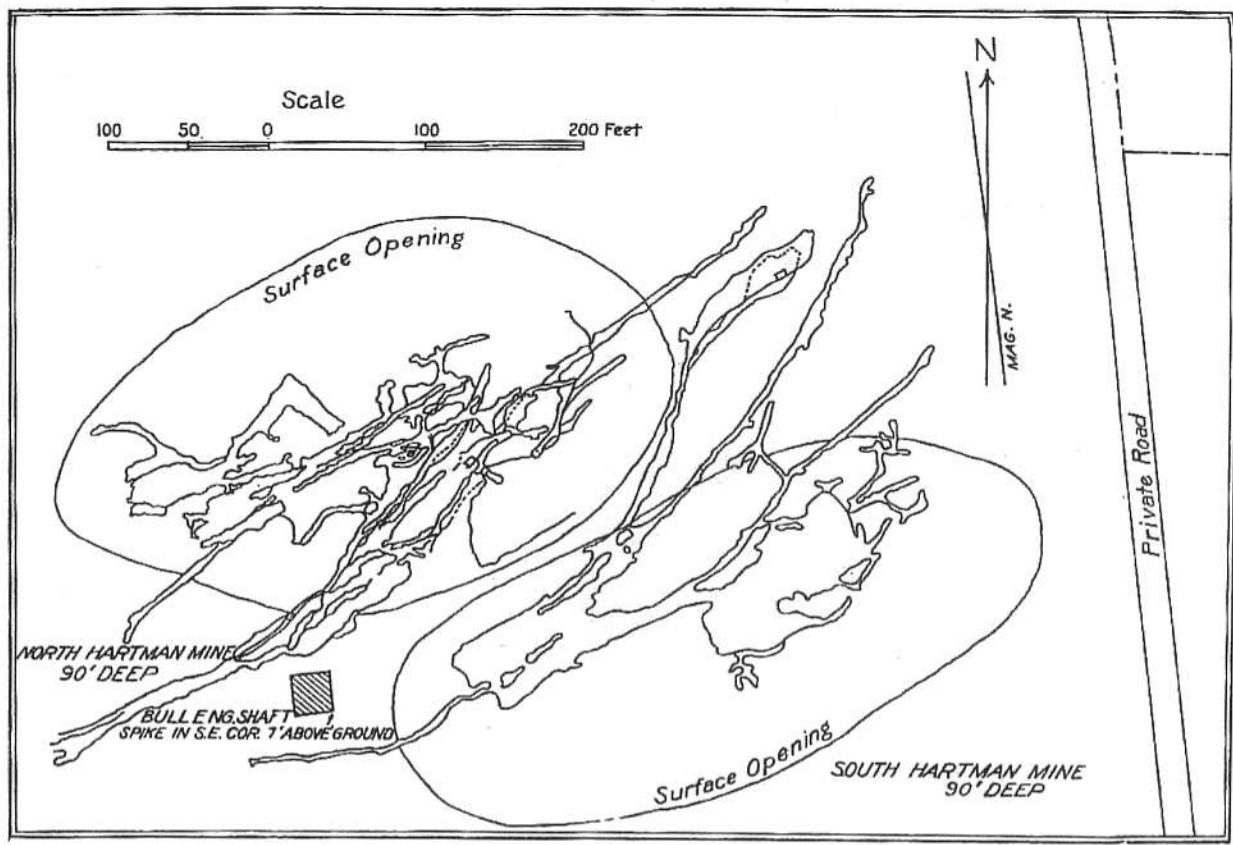 Scale
100 50 0 100 200 Feet
N
MAG. N.
Surface Opening
Private Road
NORTH HARTMAN MINE
90' DEEP
BULL ENG. SHAFT
SPIKE IN S.E. COR. 7' ABOVE GROUND
Surface Opening
SOUTH HARTMAN MINE
90' DEEP